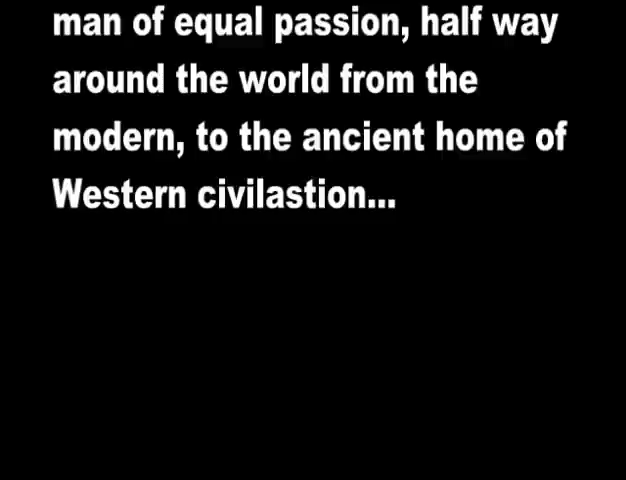 man of equal passion, half way
around the world from the
modern, to the ancient home of
Western civilastion...